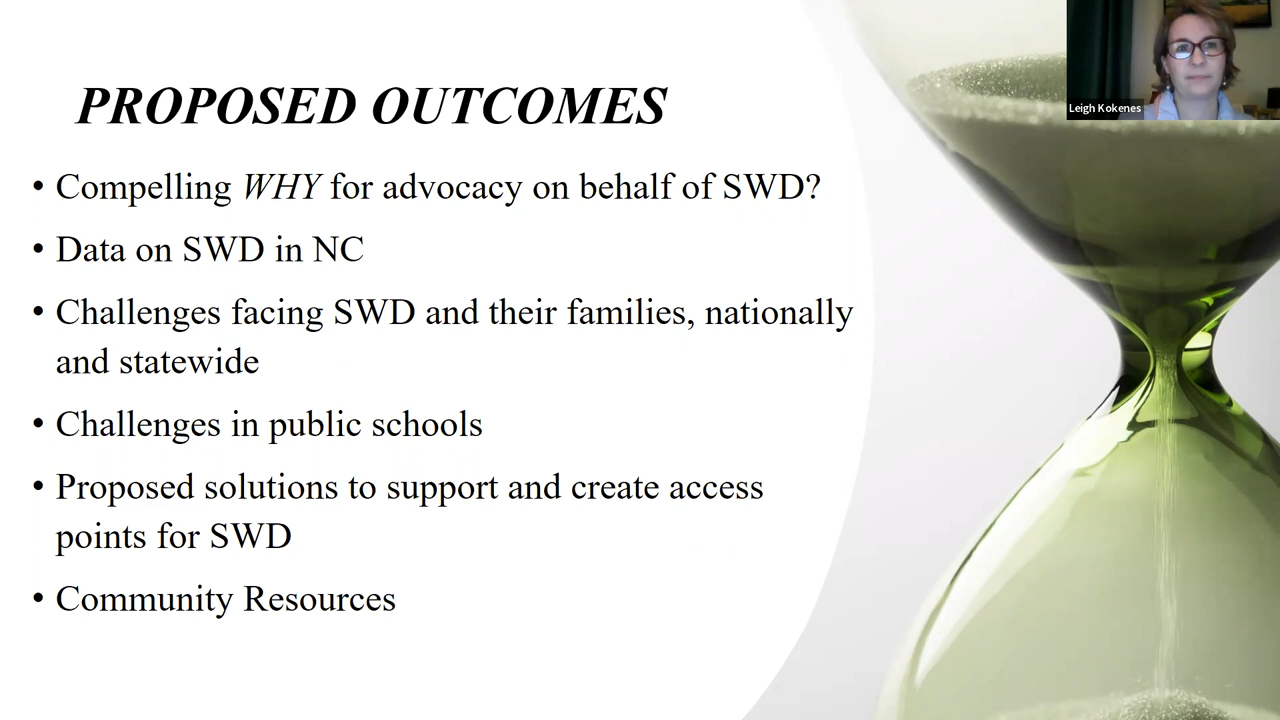 PROPOSED OUTCOMES
• Compelling WHY for advocacy on behalf of SWD?
• Data on SWD in NC
• Challenges facing SWD and their families, nationally
and statewide
• Challenges in public schools
• Proposed solutions to support and create access
points for SWD
• Community Resources
Leigh Kokenes